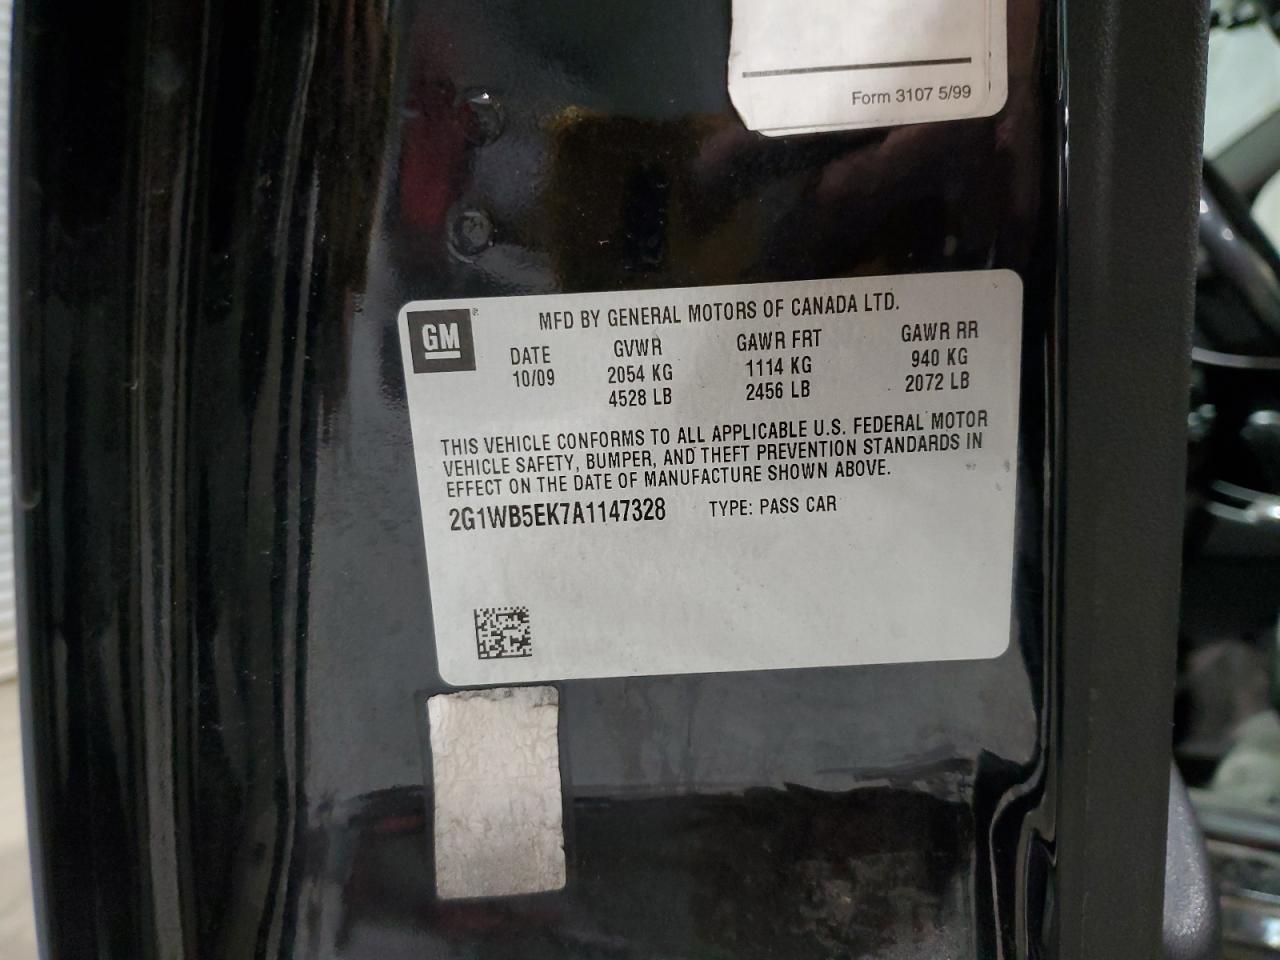 Form 3107 5/99
GM
MFD BY GENERAL MOTORS OF CANADA LTD.
DATE GVWR GAWR FRT GAWR RR
10/09 2054 KG 1114 KG 940 KG
4528 LB 2456 LB 2072 LB
THIS VEHICLE CONFORMS TO ALL APPLICABLE U.S. FEDERAL MOTOR
VEHICLE SAFETY, BUMPER, AND THEFT PREVENTION STANDARDS IN
EFFECT ON THE DATE OF MANUFACTURE SHOWN ABOVE.
2G1WB5EK7A1147328 TYPE: PASS CAR